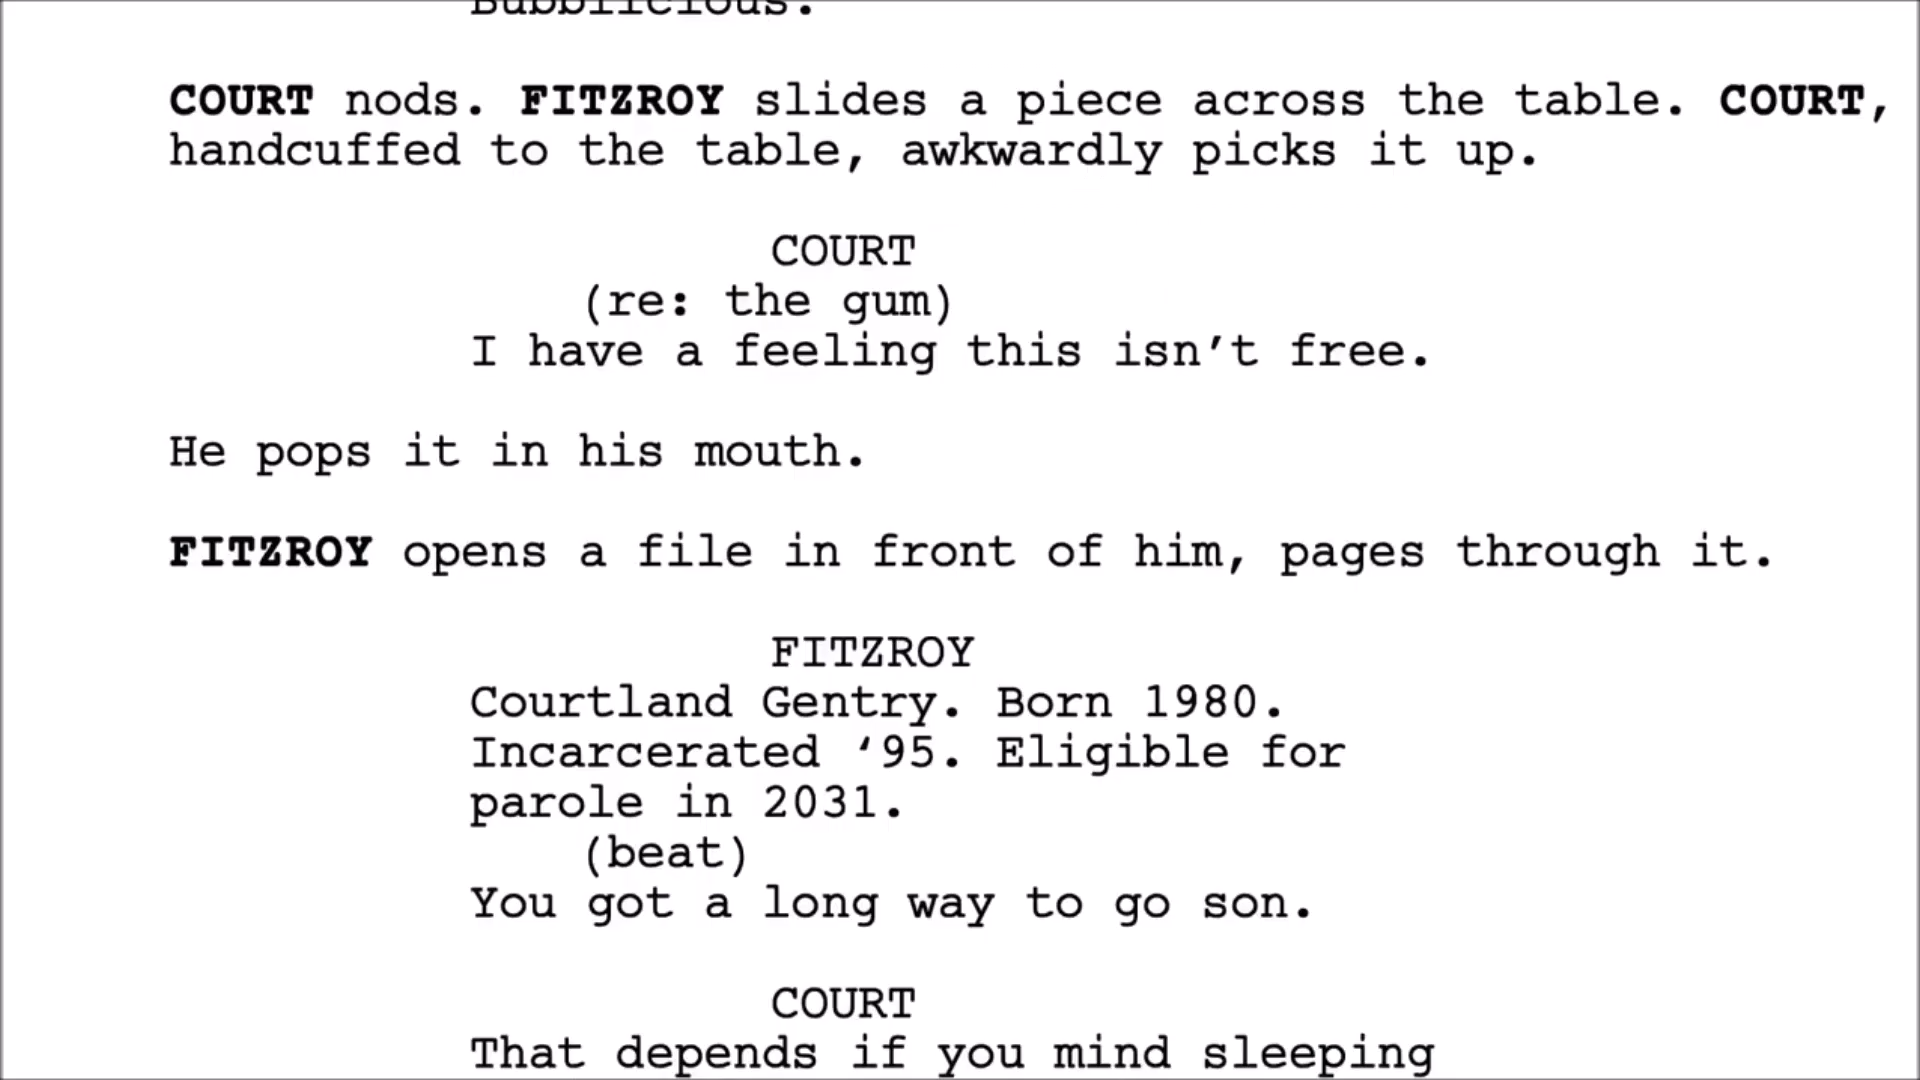 Bubblicious.
COURT nods. FITZROY slides a piece across the table. COURT,
handcuffed to the table, awkwardly picks it up.
COURT
(re: the gum)
I have a feeling this isn’t free.
He pops it in his mouth.
FITZROY opens a file in front of him, pages through it.
FITZROY
Courtland Gentry. Born 1980.
Incarcerated ‘95. Eligible for
parole in 2031.
(beat)
You got a long way to go son.
COURT
That depends if you mind sleeping